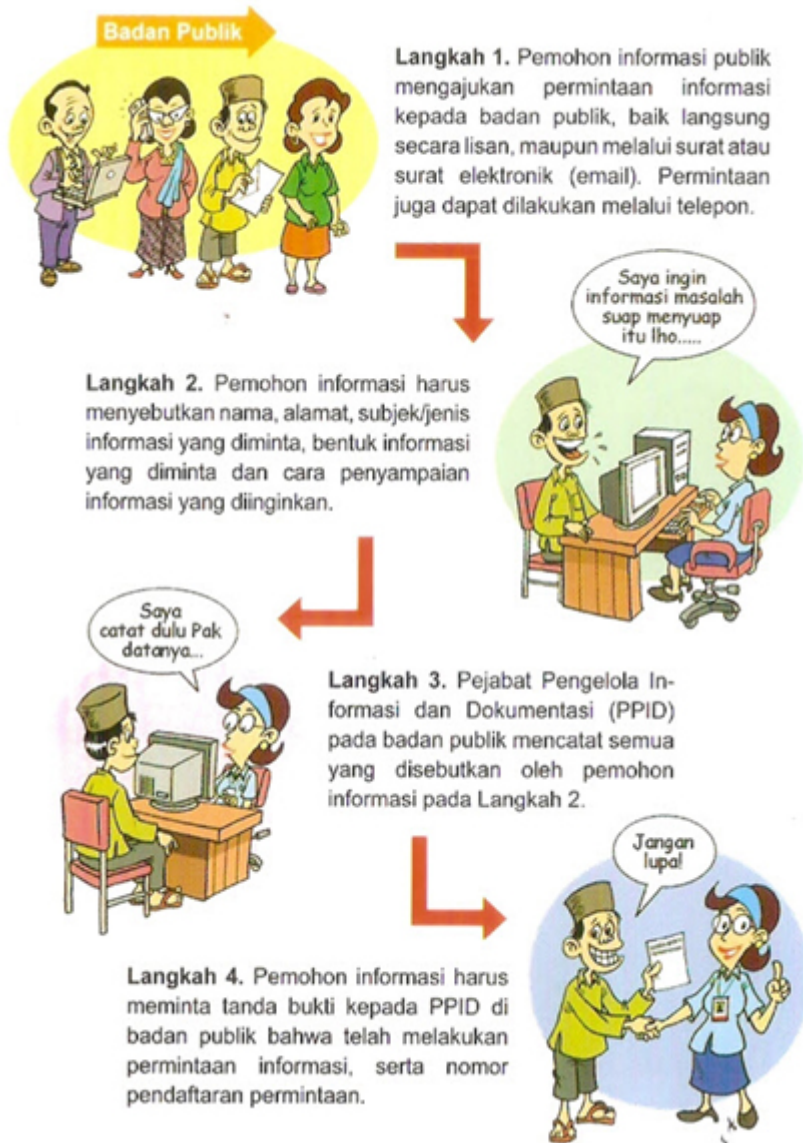 Badan Publik
Langkah 1. Pemohon informasi publik
mengajukan permintaan informasi
kepada badan publik, baik langsung
secara lisan, maupun melalui surat atau
surat elektronik (email). Permintaan
juga dapat dilakukan melalui telepon.
Saya ingin
informasi masalah
suap menyuap
itu lho.....
Langkah 2. Pemohon informasi harus
menyebutkan nama, alamat, subjek/jenis
informasi yang diminta, bentuk informasi
yang diminta dan cara penyampaian
informasi yang diinginkan.
Saya
catat dulu Pak
datanya...
Langkah 3. Pejabat Pengelola In-
formasi dan Dokumentasi (PPID)
pada badan publik mencatat semua
yang disebutkan oleh pemohon
informasi pada Langkah 2.
Jangan
lupa!
Langkah 4. Pemohon informasi harus
meminta tanda bukti kepada PPID di
badan publik bahwa telah melakukan
permintaan informasi, serta nomor
pendaftaran permintaan.